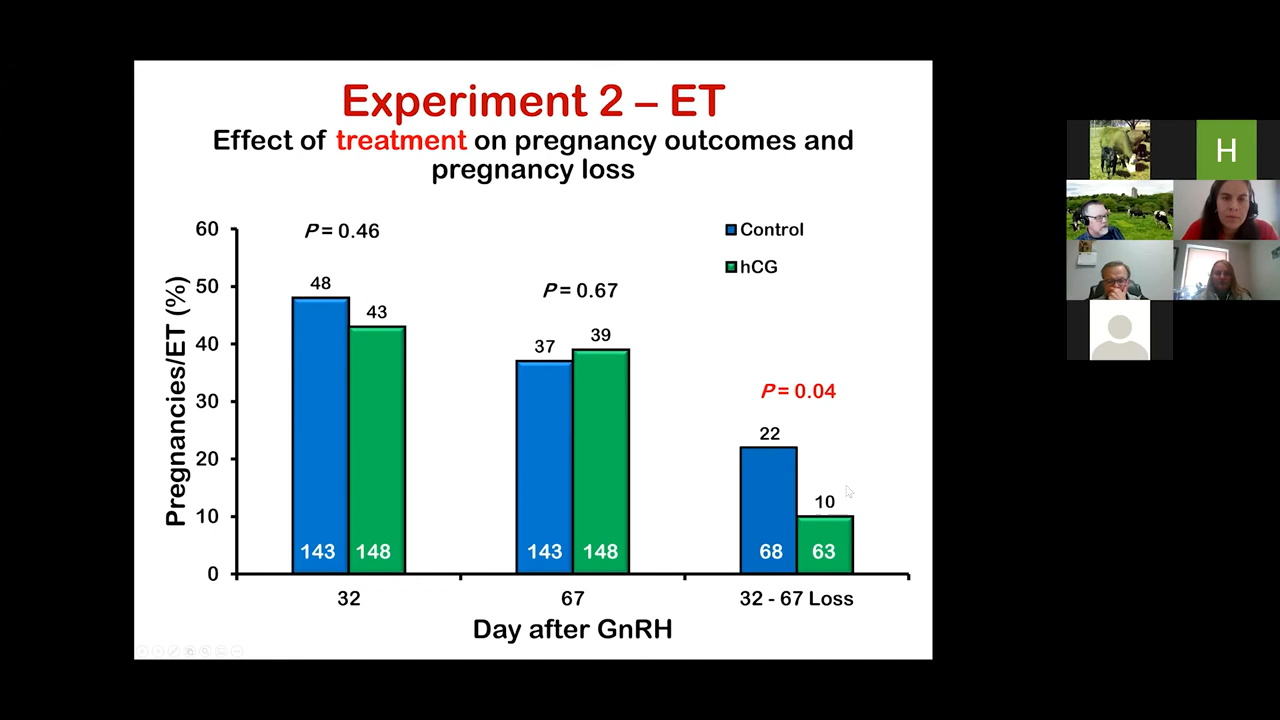 Experiment 2 – ET
Effect of treatment on pregnancy outcomes and
pregnancy loss
Pregnancies/ET (%)
60
50
40
30
20
10
0
P = 0.46
48
43
143
148
P = 0.67
37
39
143
148
Control
hCG
P = 0.04
22
10
68
63
32
67
32 - 67 Loss
Day after GnRH
H